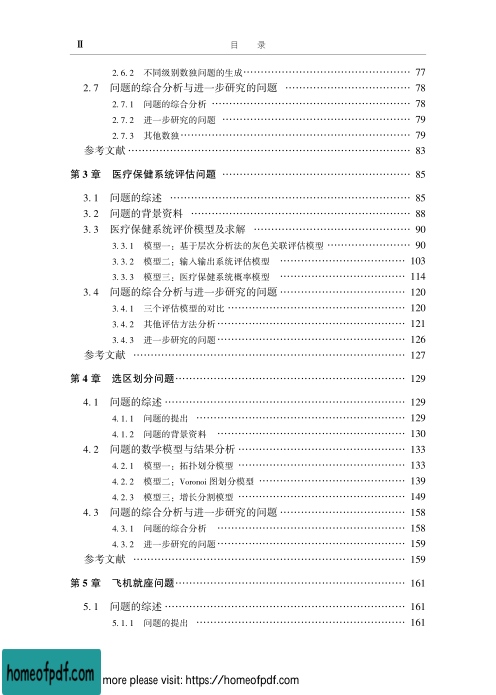 Ⅱ 目 录
2.6.2 不同级别数独问题的生成…………………………………………… 77
2.7 问题的综合分析与进一步研究的问题 ……………………………… 78
2.7.1 问题的综合分析 ………………………………………………… 78
2.7.2 进一步研究的问题 ……………………………………………… 79
2.7.3 其他数独………………………………………………………… 79
参考文献……………………………………………………………………… 83
第3章 医疗保健系统评估问题 ……………………………………………… 85
3.1 问题的综述 ……………………………………………………………… 85
3.2 问题的背景资料 ………………………………………………………… 88
3.3 医疗保健系统评价模型及求解 ………………………………………… 90
3.3.1 模型一：基于层次分析法的灰色关联评估模型 ……………………… 90
3.3.2 模型二：输入输出系统评估模型 ……………………………… 103
3.3.3 模型三：医疗保健系统概率模型 ……………………………… 114
3.4 问题的综合分析与进一步研究的问题 ……………………………… 120
3.4.1 三个评估模型的对比 …………………………………………… 120
3.4.2 其他评估方法分析……………………………………………… 121
3.4.3 进一步研究的问题……………………………………………… 126
参考文献 …………………………………………………………………… 127
第4章 选区划分问题………………………………………………………… 129
4.1 问题的综述 …………………………………………………………… 129
4.1.1 问题的提出 ……………………………………………………… 129
4.1.2 问题的背景资料 ………………………………………………… 130
4.2 问题的数学模型与结果分析 ………………………………………… 133
4.2.1 模型一：拓扑划分模型 ………………………………………… 133
4.2.2 模型二：Voronoi 图划分模型 …………………………………… 139
4.2.3 模型三：增长分割模型 ………………………………………… 149
4.3 问题的综合分析与进一步研究的问题 ……………………………… 158
4.3.1 问题的综合分析 ………………………………………………… 158
4.3.2 进一步研究的问题……………………………………………… 159
参考文献 …………………………………………………………………… 159
第5章 飞机就座问题………………………………………………………… 161
5.1 问题的综述 …………………………………………………………… 161
5.1.1 问题的提出 ……………………………………………………… 161
homeofpdf.com
more please visit: https://homeofpdf.com